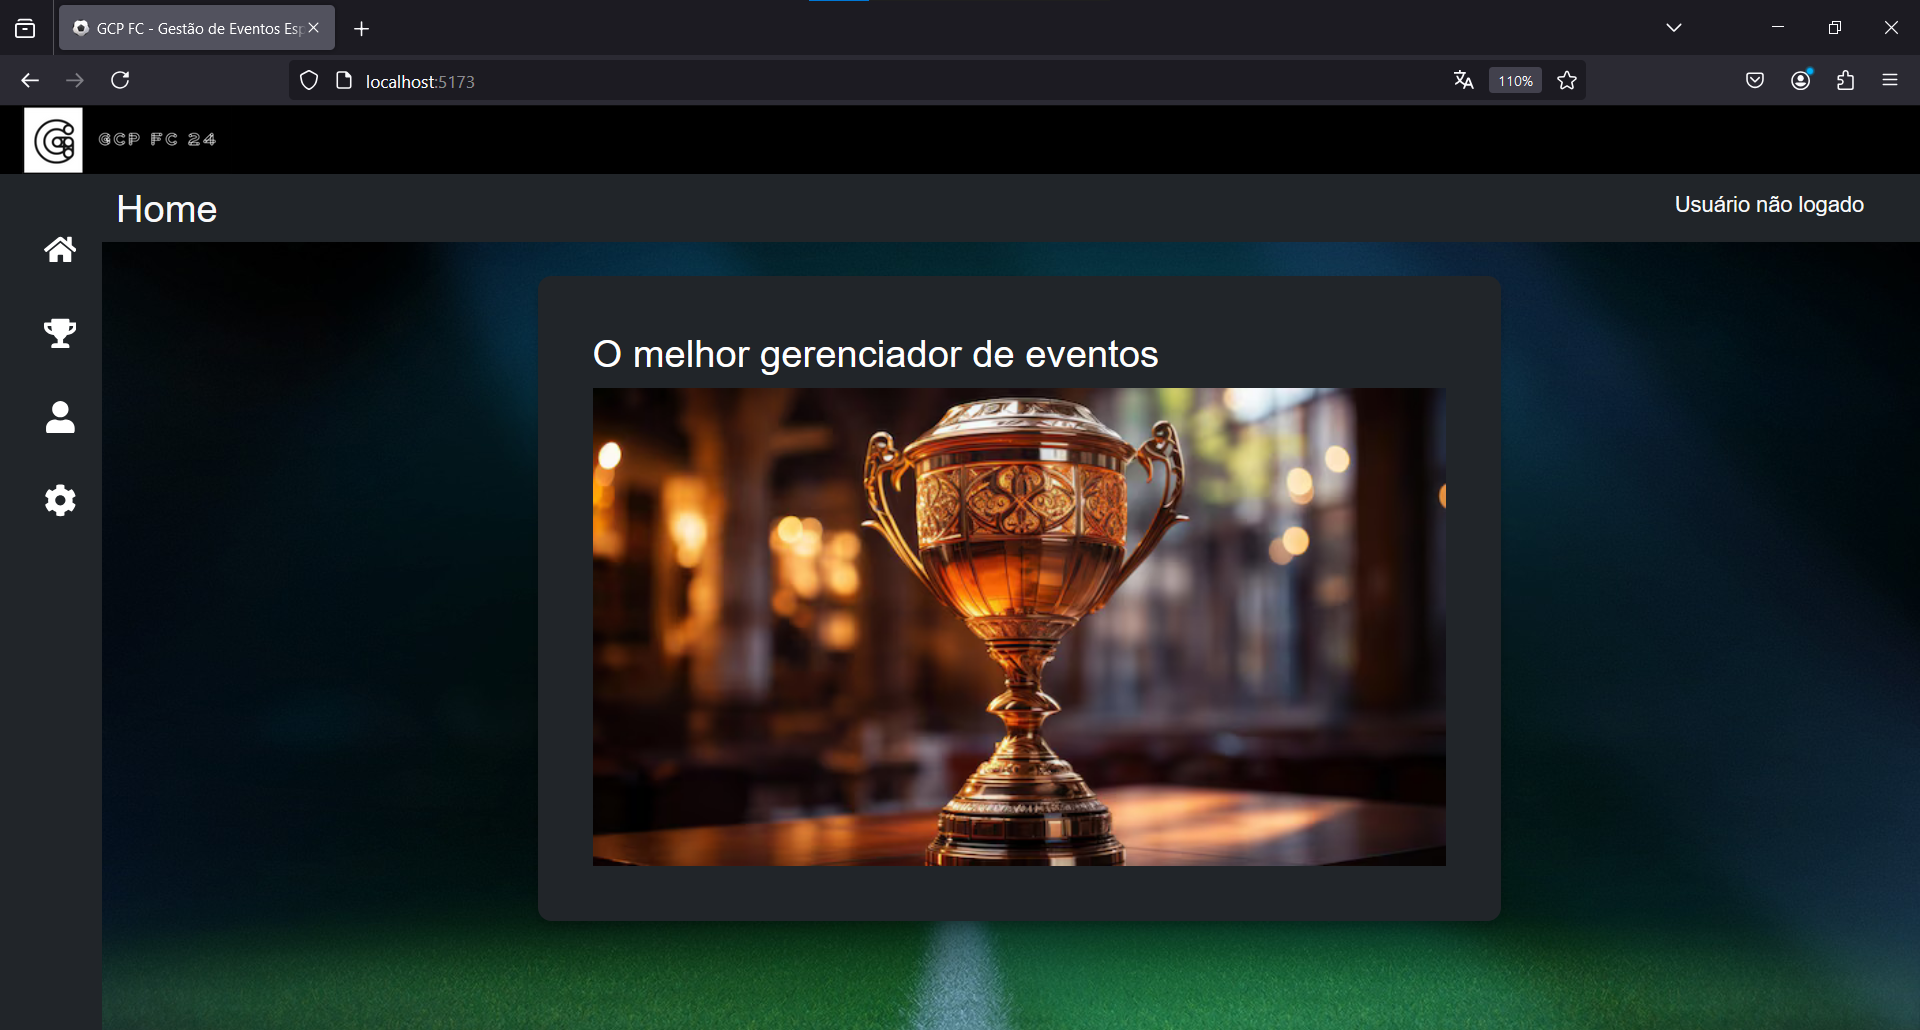 GCP FC - Gestão de Eventos Esp
localhost:5173
110%
GCP FC 24
Home
Usuário não logado
O melhor gerenciador de eventos